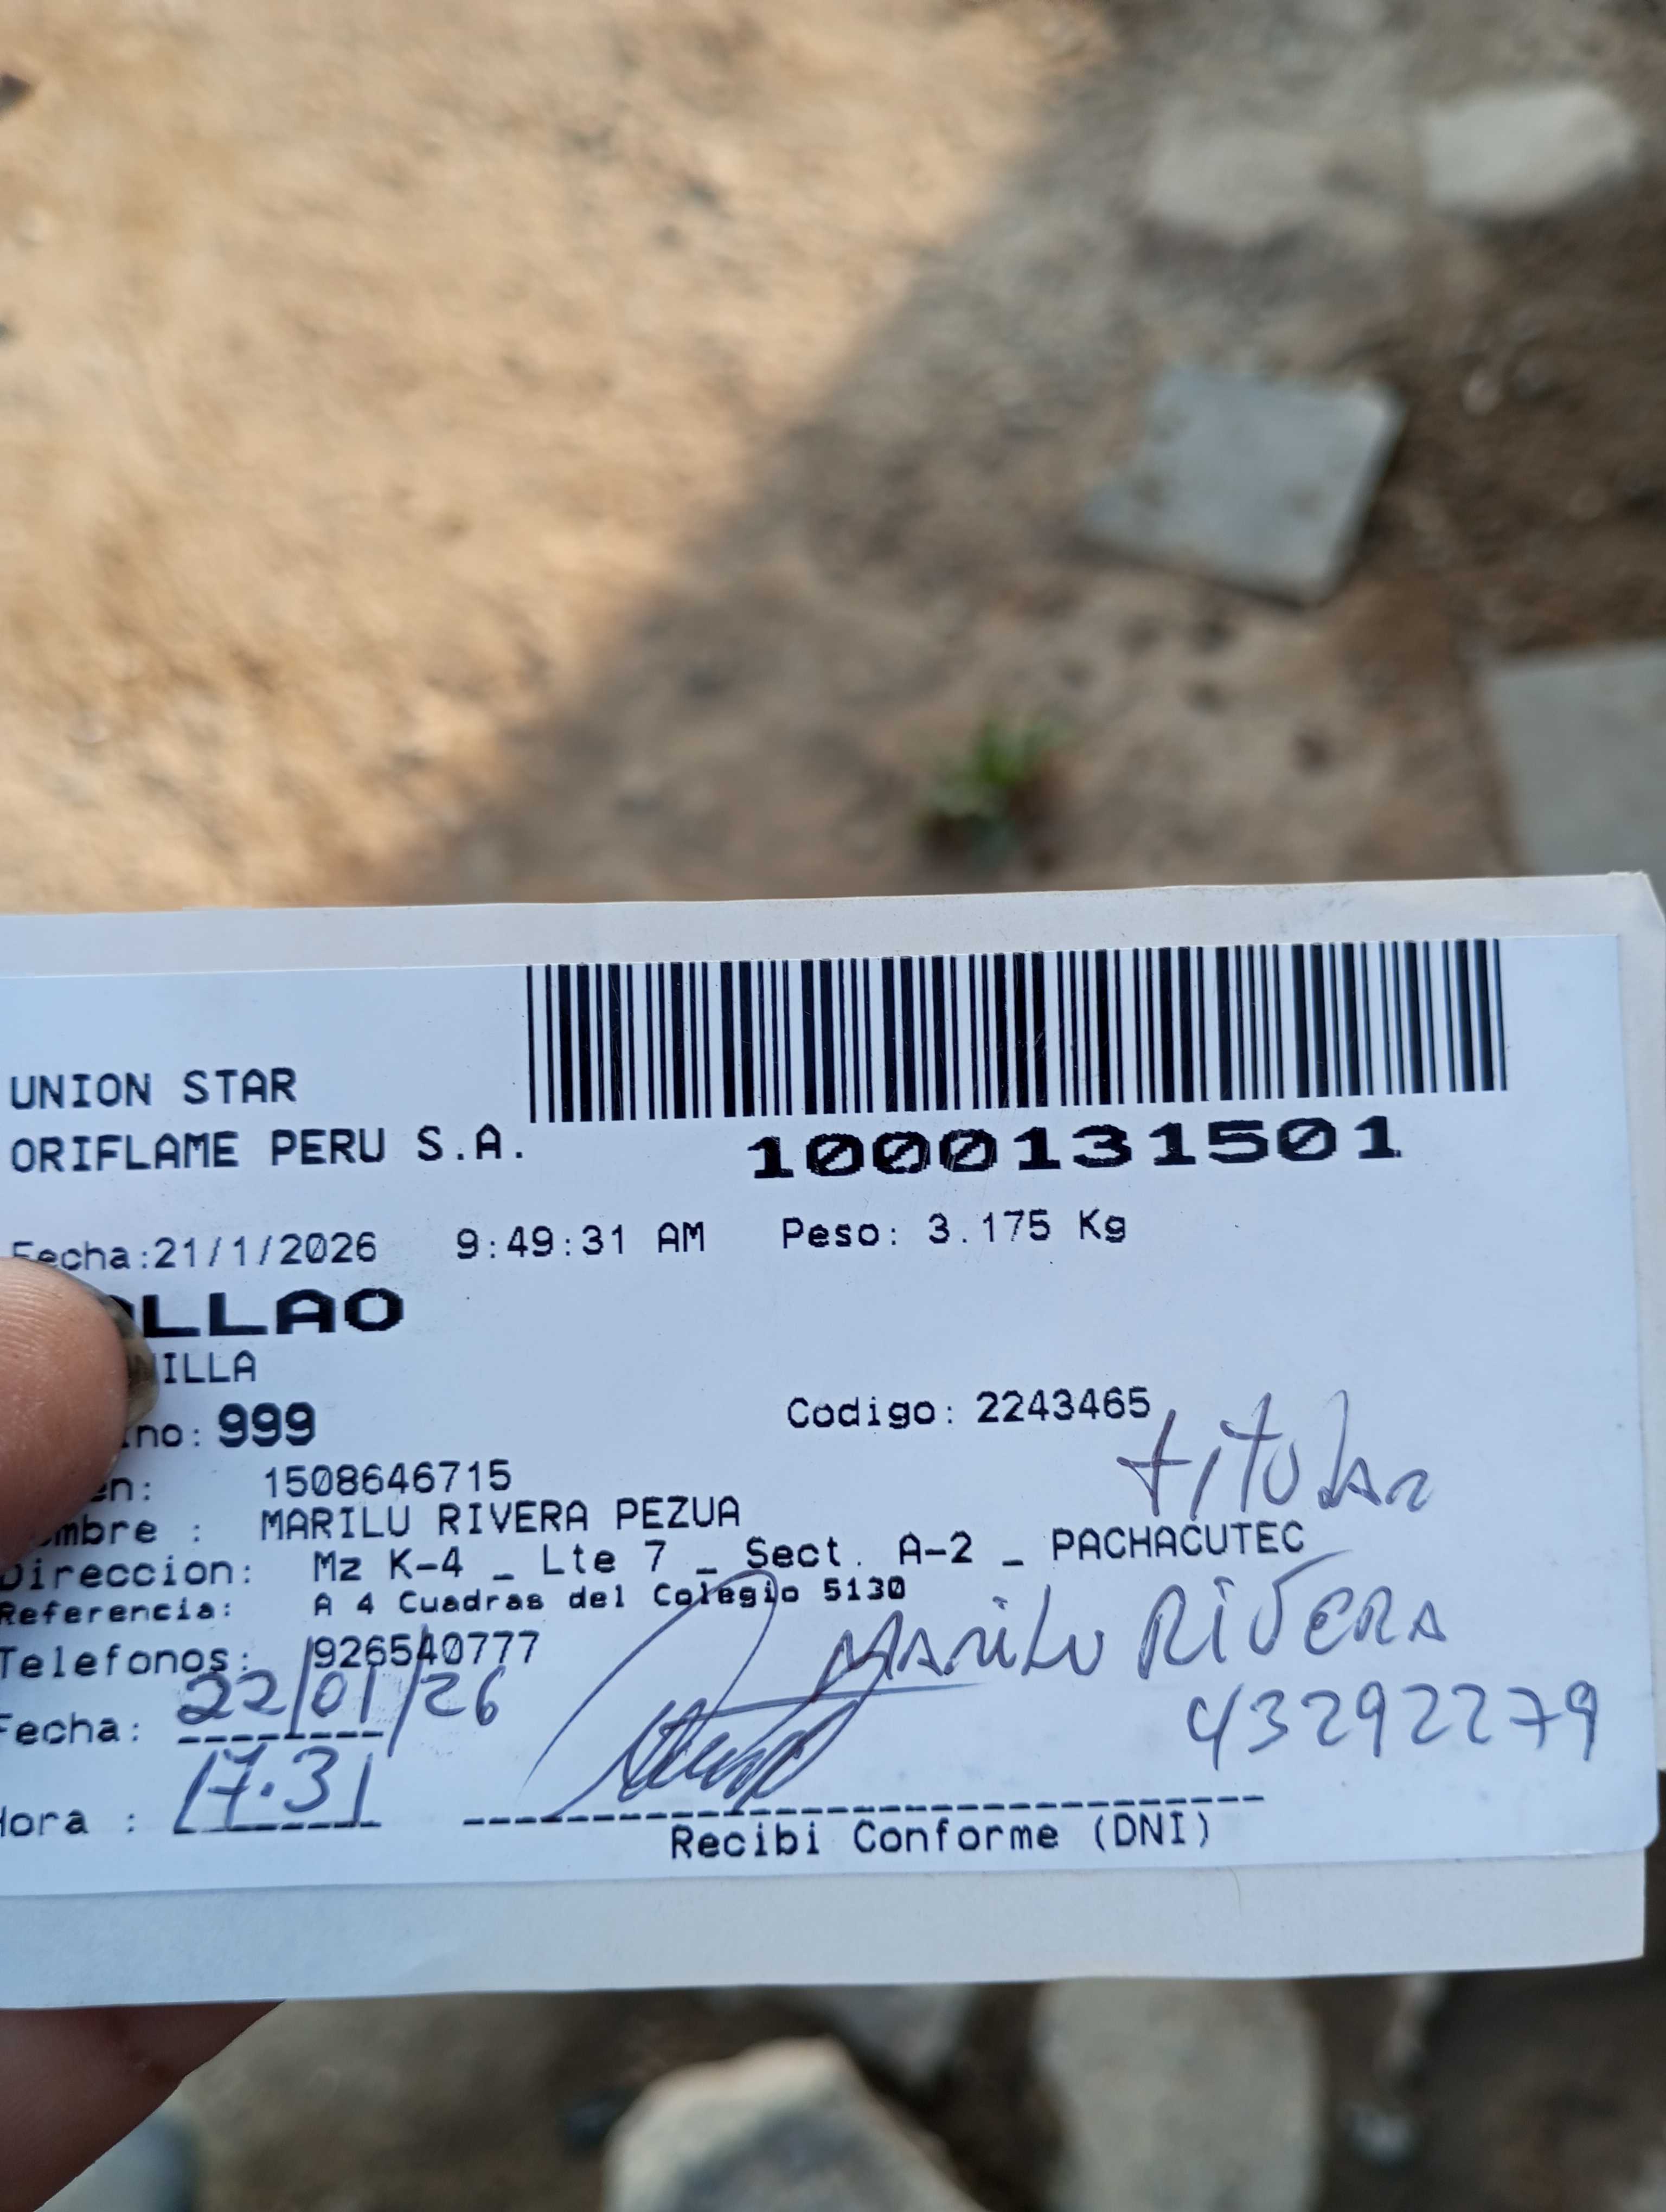 UNION STAR
ORIFLAME PERU S.A.
1000131501
Fecha:21/1/2026 9:49:31 AM Peso: 3.175 Kg
LLAO
ILLA
no: 999 Codigo: 2243465
titular
en: 1508646715
mbre : MARILU RIVERA PEZUA
Direccion: Mz K-4 _ Lte 7 _ Sect. A-2 _ PACHACUTEC
Referencia: A 4 Cuadras del Colegio 5130
Telefonos: 926540777
MARILU RIVERA
Fecha: 22/01/26
43292279
Hora : 17.31
Recibi Conforme (DNI)